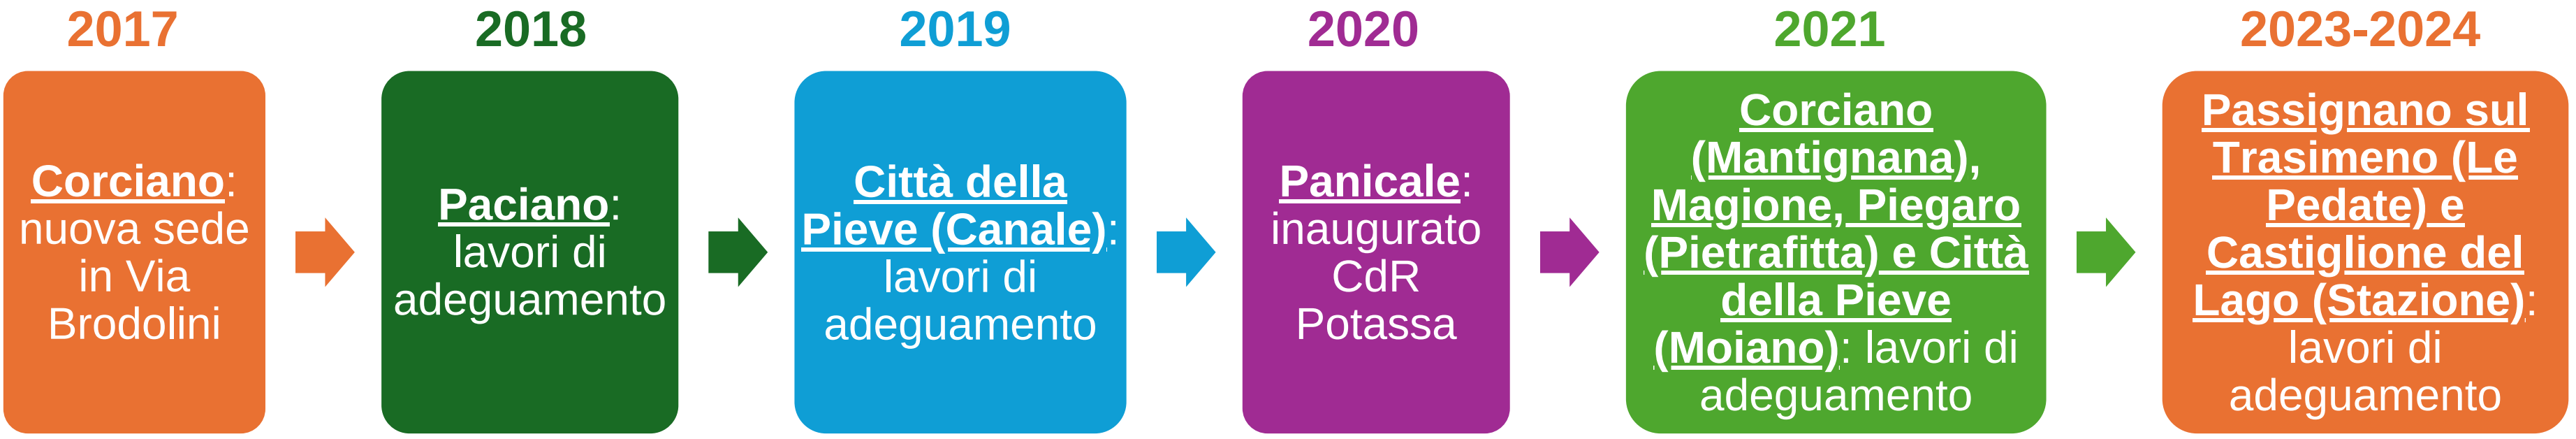 2017
Corciano:
nuova sede
in Via
Brodolini
2018
Paciano:
lavori di
adeguamento
2019
Città della
Pieve (Canale):
lavori di
adeguamento
2020
Panicale:
inaugurato
CdR
Potassa
2021
Corciano
(Mantignana),
Magione, Piegaro
(Pietrafitta) e Città
della Pieve
(Moiano): lavori di
adeguamento
2023-2024
Passignano sul
Trasimeno (Le
Pedate) e
Castiglione del
Lago (Stazione):
lavori di
adeguamento